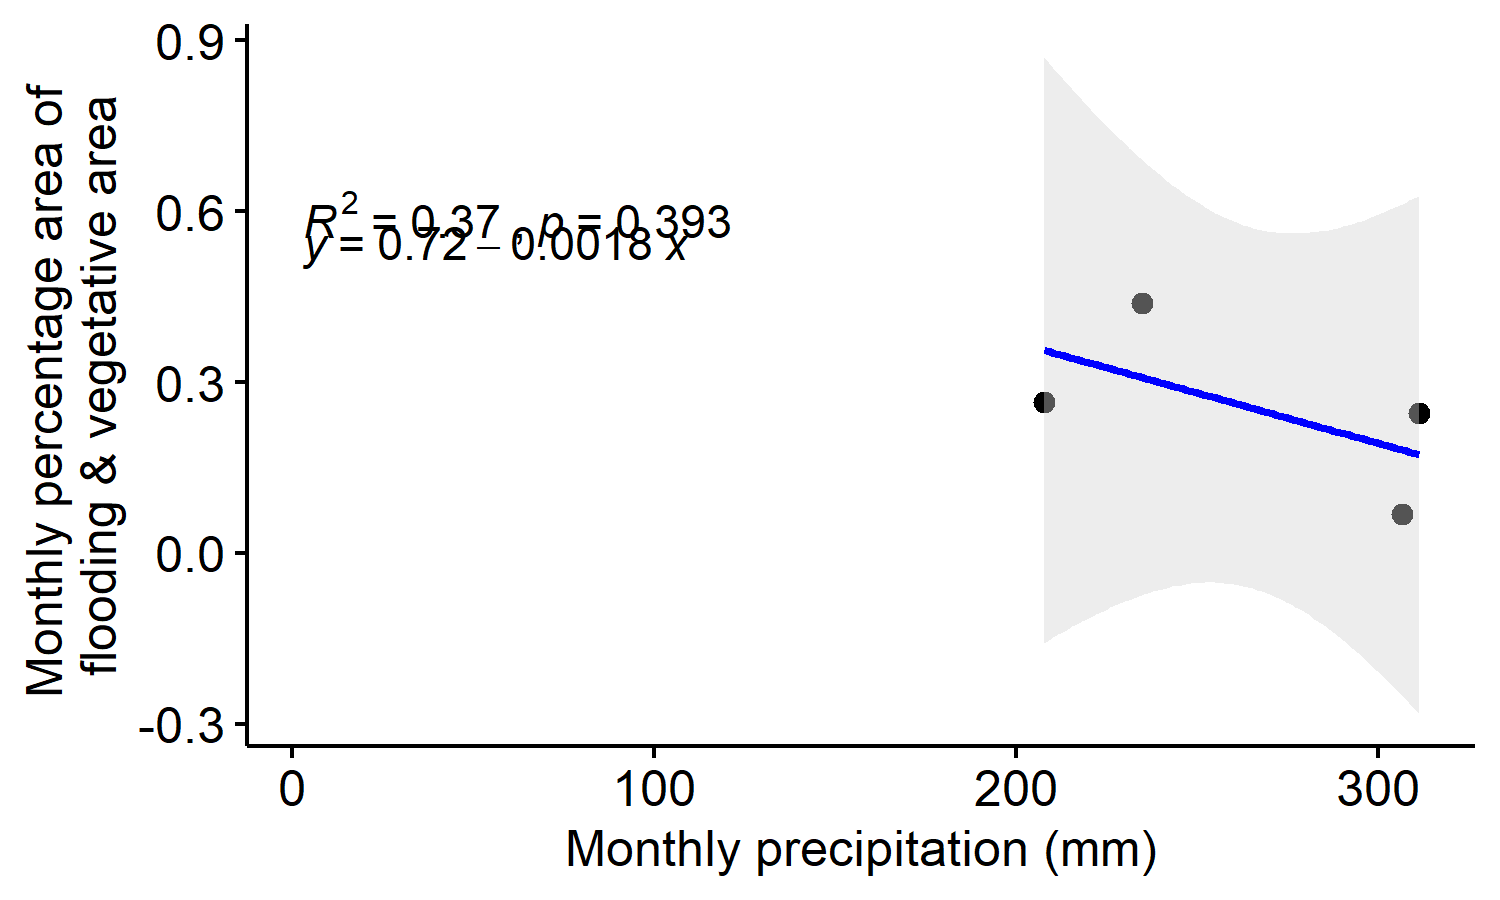 Monthly percentage area of
flooding & vegetative area
0.9
0.6
0.3
0.0
-0.3
R² = 0.37 , p = 0.393
y = 0.72 – 0.0018 x
0 100 200 300
Monthly precipitation (mm)